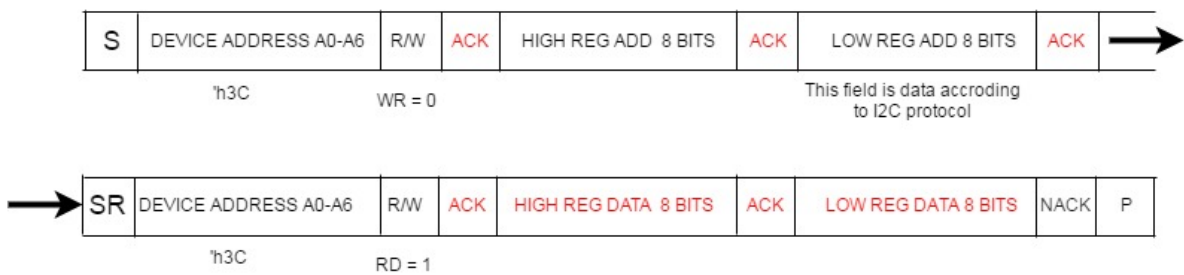 S DEVICE ADDRESS A0-A6 R/W ACK HIGH REG ADD 8 BITS ACK LOW REG ADD 8 BITS ACK
'h3C
WR = 0
This field is data accroding
to I2C protocol
SR DEVICE ADDRESS A0-A6 R/W ACK HIGH REG DATA 8 BITS ACK LOW REG DATA 8 BITS NACK P
'h3C
RD = 1